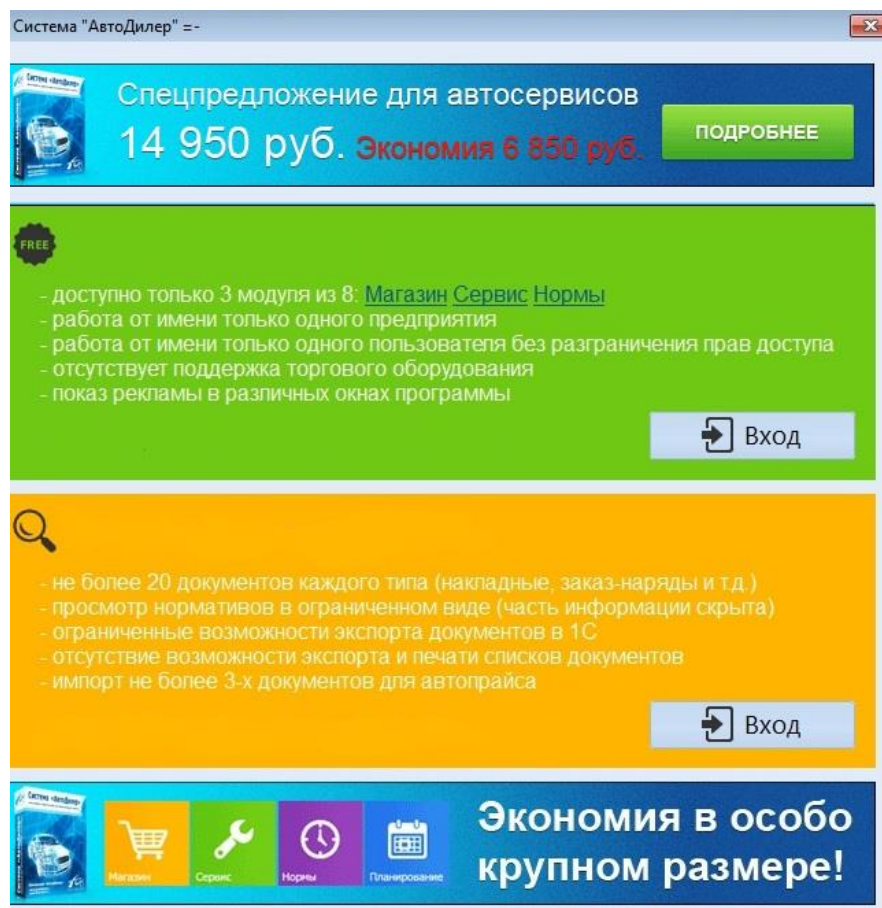 Система "АвтоДилер" =-
Спецпредложение для автосервисов
14 950 руб. Экономия 6 850 руб.
ПОДРОБНЕЕ
FREE
- доступно только 3 модуля из 8: Магазин Сервис Нормы
- работа от имени только одного предприятия
- работа от имени только одного пользователя без разграничения прав доступа
- отсутствует поддержка торгового оборудования
- показ рекламы в различных окнах программы
Вход
- не более 20 документов каждого типа (накладные, заказ-наряды и т.д.)
- просмотр нормативов в ограниченном виде (часть информации скрыта)
- ограниченные возможности экспорта документов в 1С
- отсутствие возможности экспорта и печати списков документов
- импорт не более 3-х документов для автопрайса
Вход
Магазин Сервис Нормы Планирование
Экономия в особо
крупном размере!